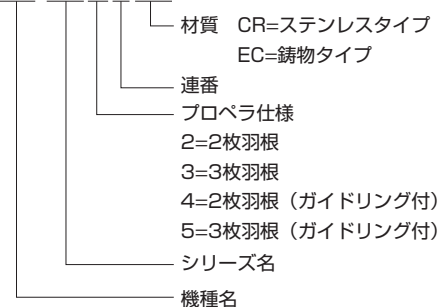 材質　CR=ステンレスタイプ
EC=鋳物タイプ
連番
プロペラ仕様
2=2枚羽根
3=3枚羽根
4=2枚羽根（ガイドリング付）
5=3枚羽根（ガイドリング付）
シリーズ名
機種名